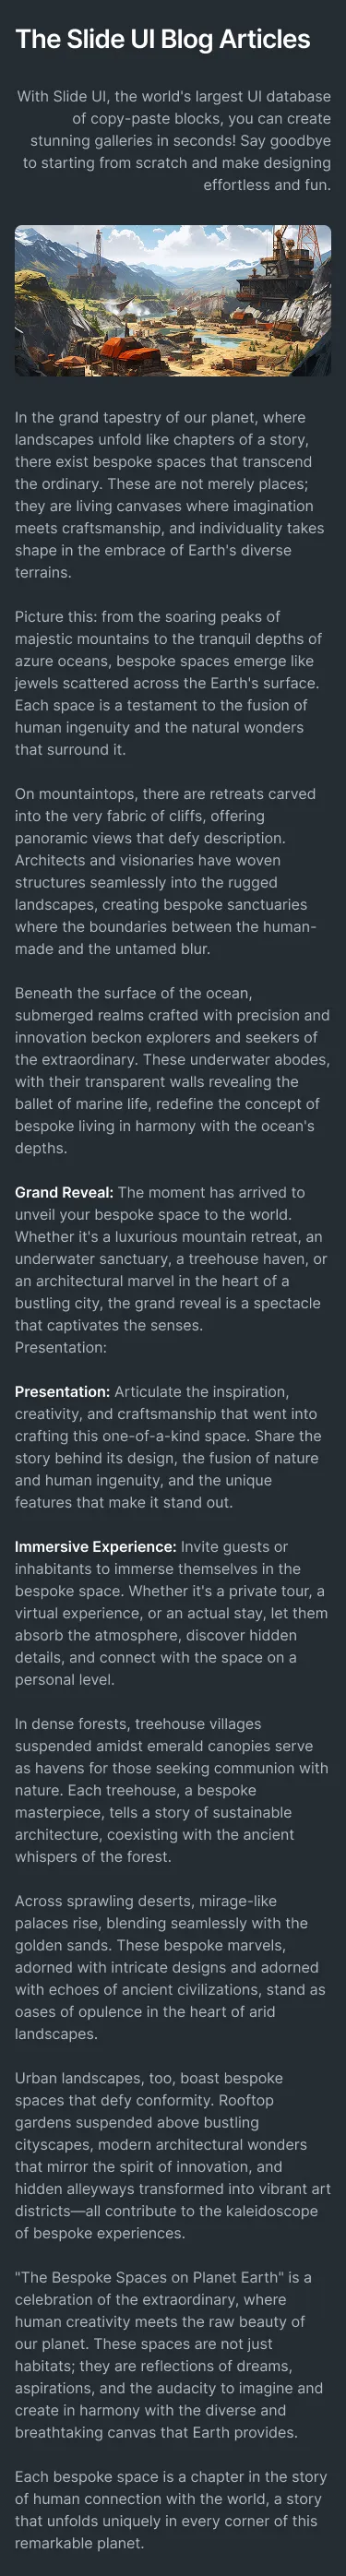 The Slide UI Blog Articles
With Slide UI, the world's largest UI database
of copy-paste blocks, you can create
stunning galleries in seconds! Say goodbye
to starting from scratch and make designing
effortless and fun.
In the grand tapestry of our planet, where
landscapes unfold like chapters of a story,
there exist bespoke spaces that transcend
the ordinary. These are not merely places;
they are living canvases where imagination
meets craftsmanship, and individuality takes
shape in the embrace of Earth's diverse
terrains.
Picture this: from the soaring peaks of
majestic mountains to the tranquil depths of
azure oceans, bespoke spaces emerge like
jewels scattered across the Earth's surface.
Each space is a testament to the fusion of
human ingenuity and the natural wonders
that surround it.
On mountaintops, there are retreats carved
into the very fabric of cliffs, offering
panoramic views that defy description.
Architects and visionaries have woven
structures seamlessly into the rugged
landscapes, creating bespoke sanctuaries
where the boundaries between the human-
made and the untamed blur.
Beneath the surface of the ocean,
submerged realms crafted with precision and
innovation beckon explorers and seekers of
the extraordinary. These underwater abodes,
with their transparent walls revealing the
ballet of marine life, redefine the concept of
bespoke living in harmony with the ocean's
depths.
Grand Reveal: The moment has arrived to
unveil your bespoke space to the world.
Whether it's a luxurious mountain retreat, an
underwater sanctuary, a treehouse haven, or
an architectural marvel in the heart of a
bustling city, the grand reveal is a spectacle
that captivates the senses.
Presentation:
Presentation: Articulate the inspiration,
creativity, and craftsmanship that went into
crafting this one-of-a-kind space. Share the
story behind its design, the fusion of nature
and human ingenuity, and the unique
features that make it stand out.
Immersive Experience: Invite guests or
inhabitants to immerse themselves in the
bespoke space. Whether it's a private tour, a
virtual experience, or an actual stay, let them
absorb the atmosphere, discover hidden
details, and connect with the space on a
personal level.
In dense forests, treehouse villages
suspended amidst emerald canopies serve
as havens for those seeking communion with
nature. Each treehouse, a bespoke
masterpiece, tells a story of sustainable
architecture, coexisting with the ancient
whispers of the forest.
Across sprawling deserts, mirage-like
palaces rise, blending seamlessly with the
golden sands. These bespoke marvels,
adorned with intricate designs and adorned
with echoes of ancient civilizations, stand as
oases of opulence in the heart of arid
landscapes.
Urban landscapes, too, boast bespoke
spaces that defy conformity. Rooftop
gardens suspended above bustling
cityscapes, modern architectural wonders
that mirror the spirit of innovation, and
hidden alleyways transformed into vibrant art
districts—all contribute to the kaleidoscope
of bespoke experiences.
"The Bespoke Spaces on Planet Earth" is a
celebration of the extraordinary, where
human creativity meets the raw beauty of
our planet. These spaces are not just
habitats; they are reflections of dreams,
aspirations, and the audacity to imagine and
create in harmony with the diverse and
breathtaking canvas that Earth provides.
Each bespoke space is a chapter in the story
of human connection with the world, a story
that unfolds uniquely in every corner of this
remarkable planet.